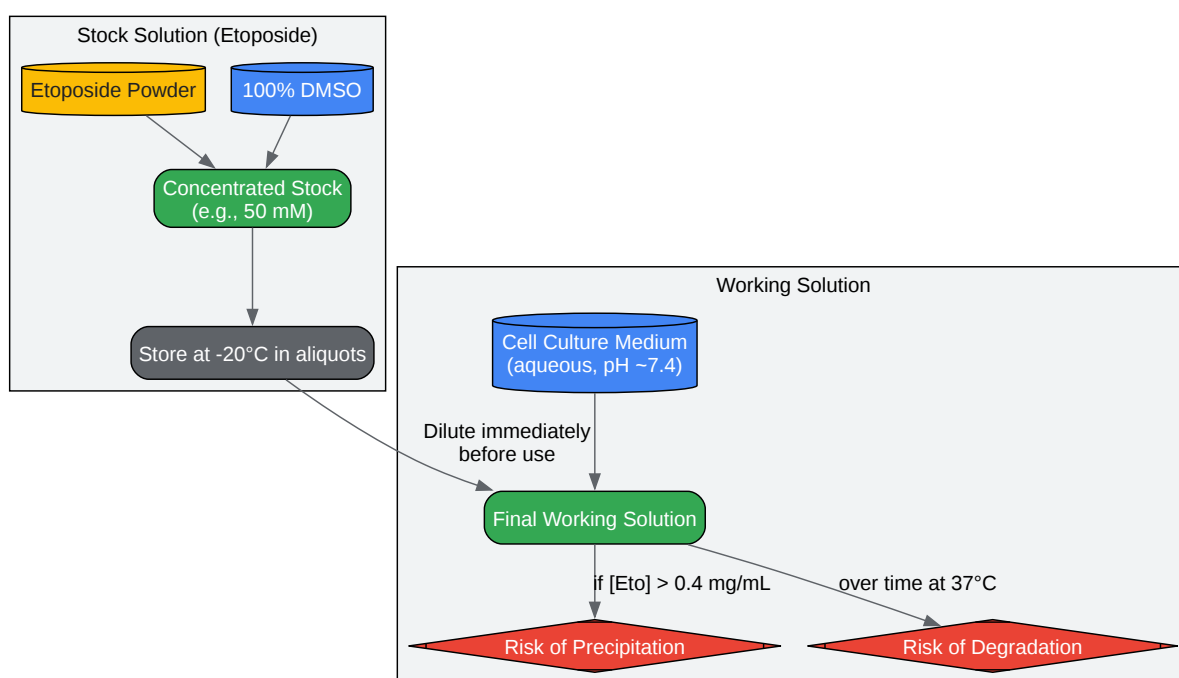 Stock Solution (Etoposide)
Etoposide Powder
100% DMSO
Concentrated Stock
(e.g., 50 mM)
Store at -20°C in aliquots
Working Solution
Cell Culture Medium
(aqueous, pH ~7.4)
Dilute immediately
before use
Final Working Solution
if [Eto] > 0.4 mg/mL
over time at 37°C
Risk of Precipitation
Risk of Degradation